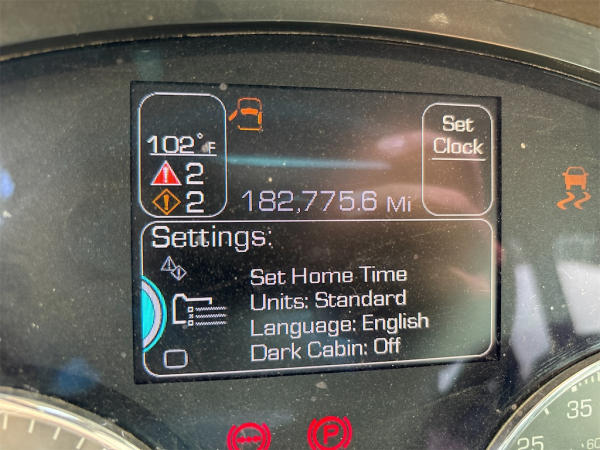 102°F
2
2
182,775.6 Mi
Set
Clock
Settings:
Set Home Time
Units: Standard
Language: English
Dark Cabin: Off
P
35
25
60